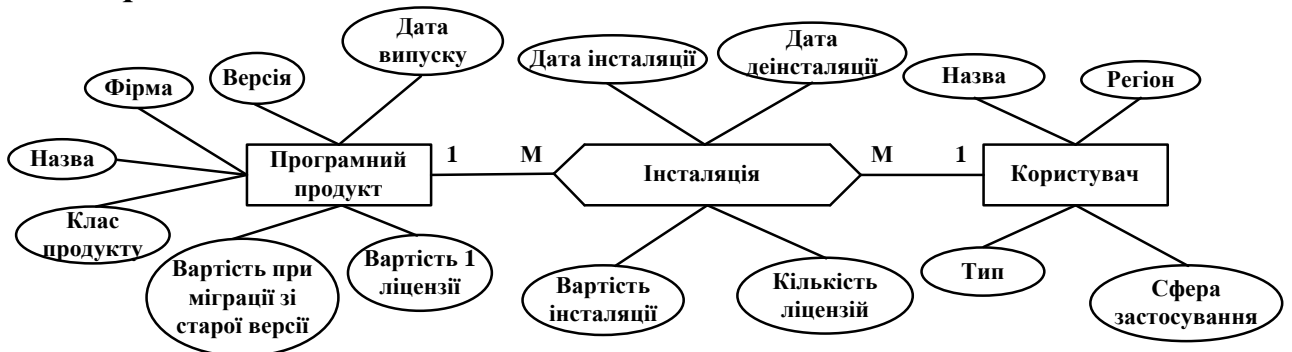 Дата
випуску
Версія
Фірма
Назва
Клас
продукту
Програмний
продукт
Вартість при
міграції зі
старої версії
Вартість 1
ліцензії
1
М
Дата інсталяції
Дата
деінсталяції
Інсталяція
Вартість
інсталяції
Кількість
ліцензій
М
1
Назва
Регіон
Користувач
Тип
Сфера
застосування